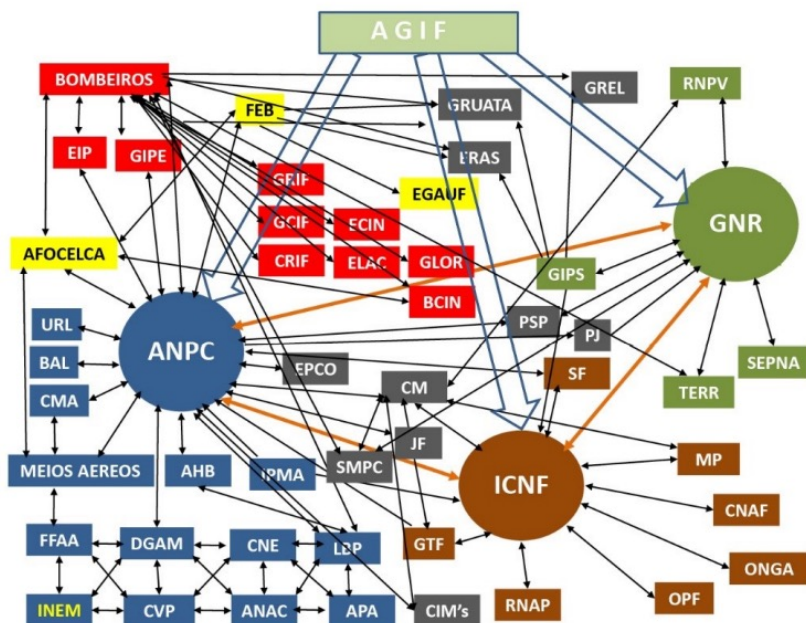 AGIF
BOMBEIROS
GREL
RNPV
FEB
GRUATA
EIP
GIPE
ERAS
GRIF
EGAUF
GCIF
ECIN
GNR
AFOCELCA
CRIF
ELAC
GLOR
GIPS
BCIN
URL
PSP
PJ
ANPC
BAL
EPCO
SF
SEPNA
CMA
CM
TERR
JF
MEIOS AEREOS
AHB
IPMA
SMPC
MP
ICNF
CNAF
FFAA
DGAM
CNE
LBP
GTF
ONGA
INEM
CVP
ANAC
APA
CIM's
RNAP
OPF